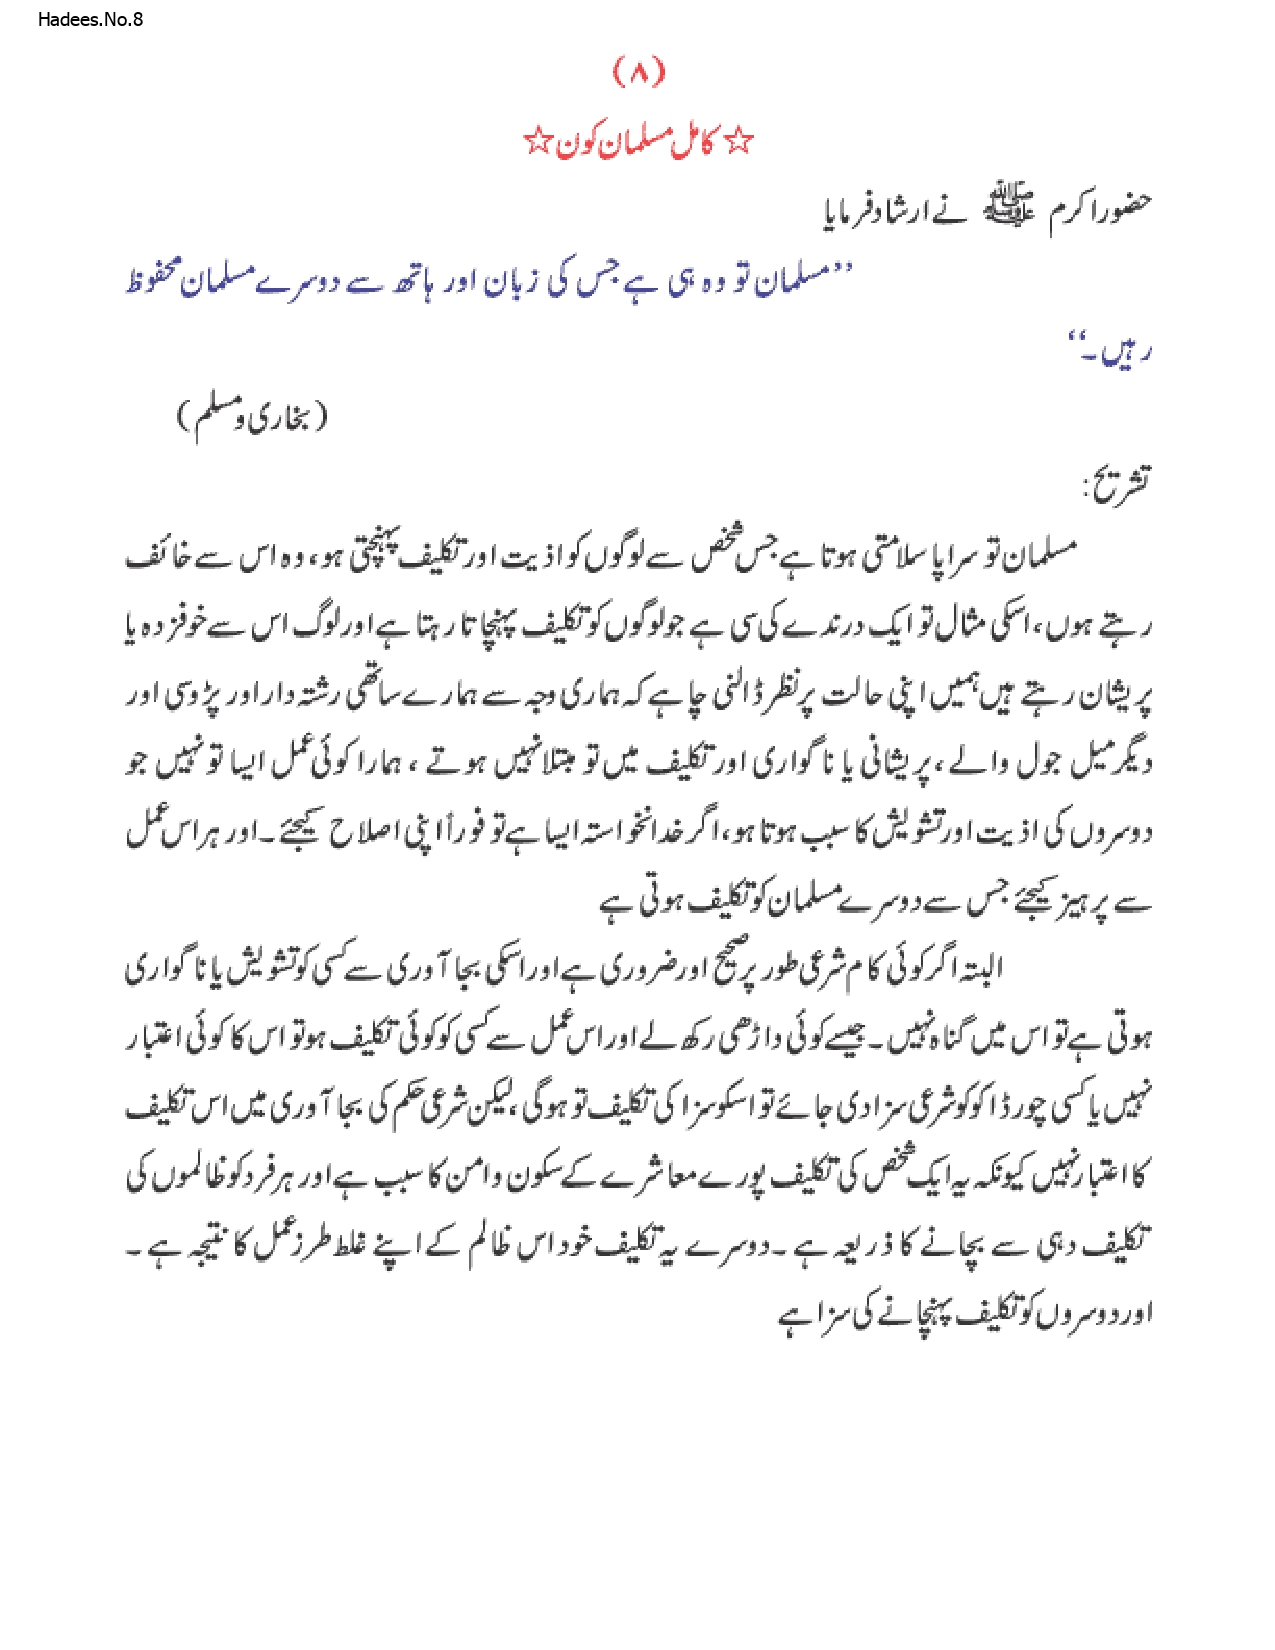 Hadees.No.8
(۸)
☆ کامل مسلمان کون ☆
حضور اکرم ﷺ نے ارشاد فرمایا
’’مسلمان تو وہ ہی ہے جس کی زبان اور ہاتھ سے دوسرے مسلمان محفوظ
رہیں۔‘‘
(بخاری و مسلم)
تشریح:
مسلمان تو سراپا سلامتی ہوتا ہے جس شخص سے لوگوں کو اذیت اور تکلیف پہنچتی ہو، وہ اس سے خائف
رہتے ہوں، اسکی مثال تو ایک درندے کی سی ہے جو لوگوں کو تکلیف پہنچاتا رہتا ہے اور لوگ اس سے خوفزدہ یا
پریشان رہتے ہیں ہمیں اپنی حالت پر نظر ڈالنی چاہے کہ ہماری وجہ سے ہمارے ساتھی رشتہ دار اور پڑوسی اور
دیگر میل جول والے، پریشانی یا ناگواری اور تکلیف میں تو مبتلا نہیں ہوتے، ہمارا کوئی عمل ایسا تو نہیں جو
دوسروں کی اذیت اور تشویش کا سبب ہوتا ہو، اگر خدانخواستہ ایسا ہے تو فوراً اپنی اصلاح کیجئے۔ اور ہر اس عمل
سے پرہیز کیجئے جس سے دوسرے مسلمان کو تکلیف ہوتی ہے
البتہ اگر کوئی کام شرعی طور پر صحیح اور ضروری ہے اور اسکی بجا آوری سے کسی کو تشویش یا ناگواری
ہوتی ہے تو اس میں گناہ نہیں۔ جیسے کوئی داڑھی رکھ لے اور اس عمل سے کسی کو کوئی تکلیف ہو تو اس کا کوئی اعتبار
نہیں یا کسی چور ڈاکو کو شرعی سزا دی جائے تو اسکو سزا کی تکلیف تو ہوگی، لیکن شرعی حکم کی بجا آوری میں اس تکلیف
کا اعتبار نہیں کیونکہ یہ ایک شخص کی تکلیف پورے معاشرے کے سکون و امن کا سبب ہے اور ہر فرد کو ظالموں کی
تکلیف دہی سے بچانے کا ذریعہ ہے۔ دوسرے یہ تکلیف خود اس ظالم کے اپنے غلط طرز عمل کا نتیجہ ہے۔
اور دوسروں کو تکلیف پہنچانے کی سزا ہے